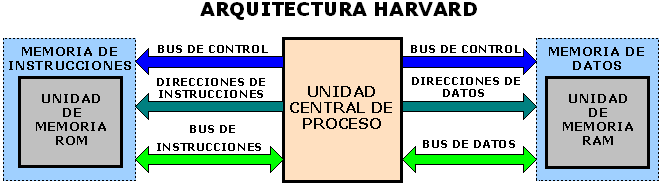 ARQUITECTURA HARVARD
MEMORIA DE
INSTRUCCIONES
UNIDAD
DE
MEMORIA
ROM
BUS DE CONTROL
DIRECCIONES DE
INSTRUCCIONES
BUS DE
INSTRUCCIONES
UNIDAD
CENTRAL DE
PROCESO
BUS DE CONTROL
DIRECCIONES DE
DATOS
BUS DE DATOS
MEMORIA DE
DATOS
UNIDAD
DE
MEMORIA
RAM